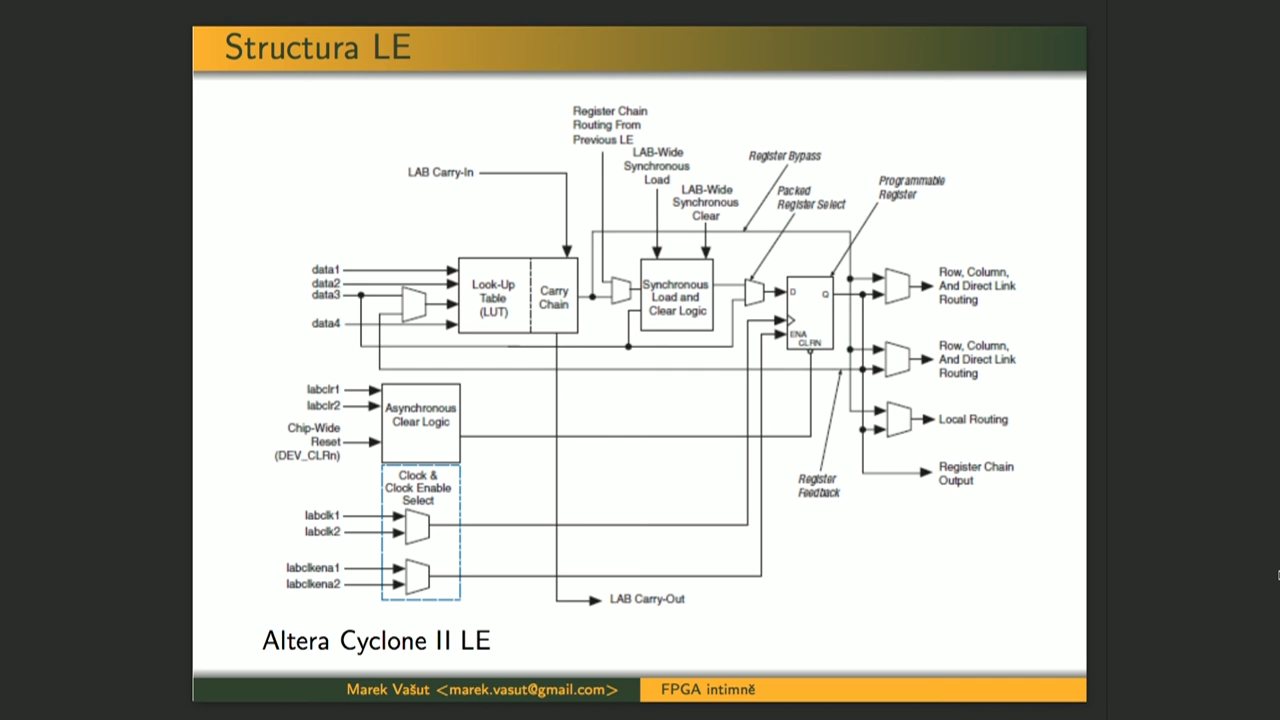 Structura LE
Register Chain
Routing From
Previous LE
LAB-Wide
Synchronous
Load
Register Bypass
LAB Carry-In
LAB-Wide
Synchronous
Clear
Packed
Register Select
Programmable
Register
data1
data2
data3
data4
Look-Up
Table
(LUT)
Carry
Chain
Synchronous
Load and
Clear Logic
D
Q
ENA
CLRN
Row, Column,
And Direct Link
Routing
Row, Column,
And Direct Link
Routing
Local Routing
Register Chain
Output
labclr1
labclr2
Chip-Wide
Reset
(DEV_CLRn)
Asynchronous
Clear Logic
Register
Feedback
Clock &
Clock Enable
Select
labclk1
labclk2
labclkena1
labclkena2
LAB Carry-Out
Altera Cyclone II LE
Marek Vašut <marek.vasut@gmail.com>
FPGA intimně